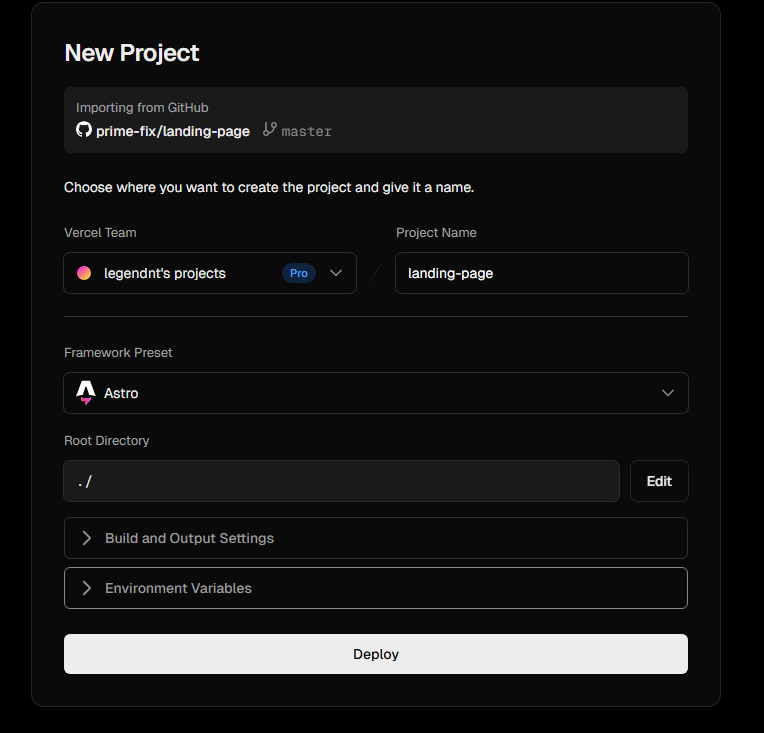 New Project
Importing from GitHub
prime-fix/landing-page master
Choose where you want to create the project and give it a name.
Vercel Team
Project Name
legendnt's projects Pro
landing-page
Framework Preset
Astro
Root Directory
./
Edit
Build and Output Settings
Environment Variables
Deploy